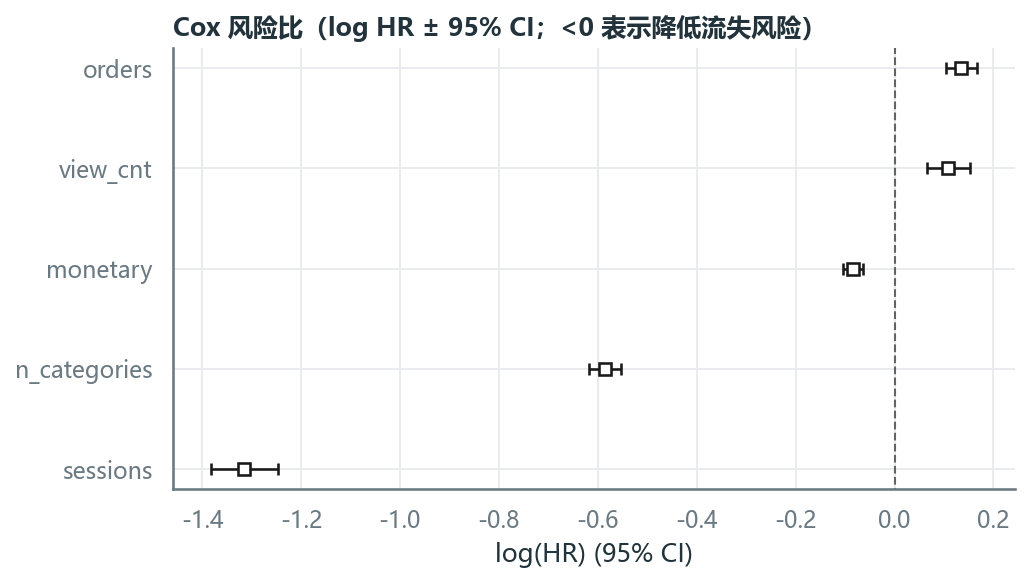 Cox 风险比（log HR ± 95% CI；<0 表示降低流失风险）
orders
view_cnt
monetary
n_categories
sessions
-1.4 -1.2 -1.0 -0.8 -0.6 -0.4 -0.2 0.0 0.2
log(HR) (95% CI)